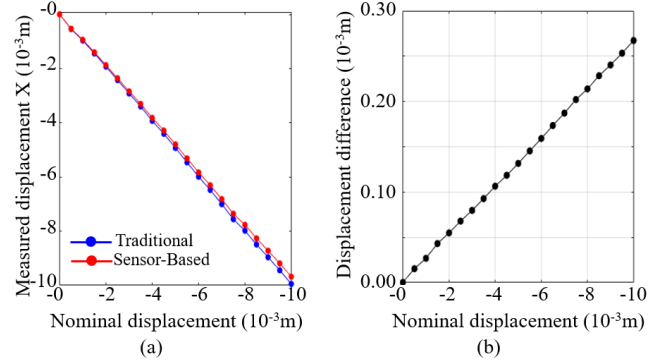 Measured displacement X (10⁻³m)
-0
-2
-4
-6
-8
-10
Traditional
Sensor-Based
-0 -2 -4 -6 -8 -10
Nominal displacement (10⁻³m)
(a)
Displacement difference (10⁻³m)
0.30
0.20
0.10
0.00
-0 -2 -4 -6 -8 -10
Nominal displacement (10⁻³m)
(b)